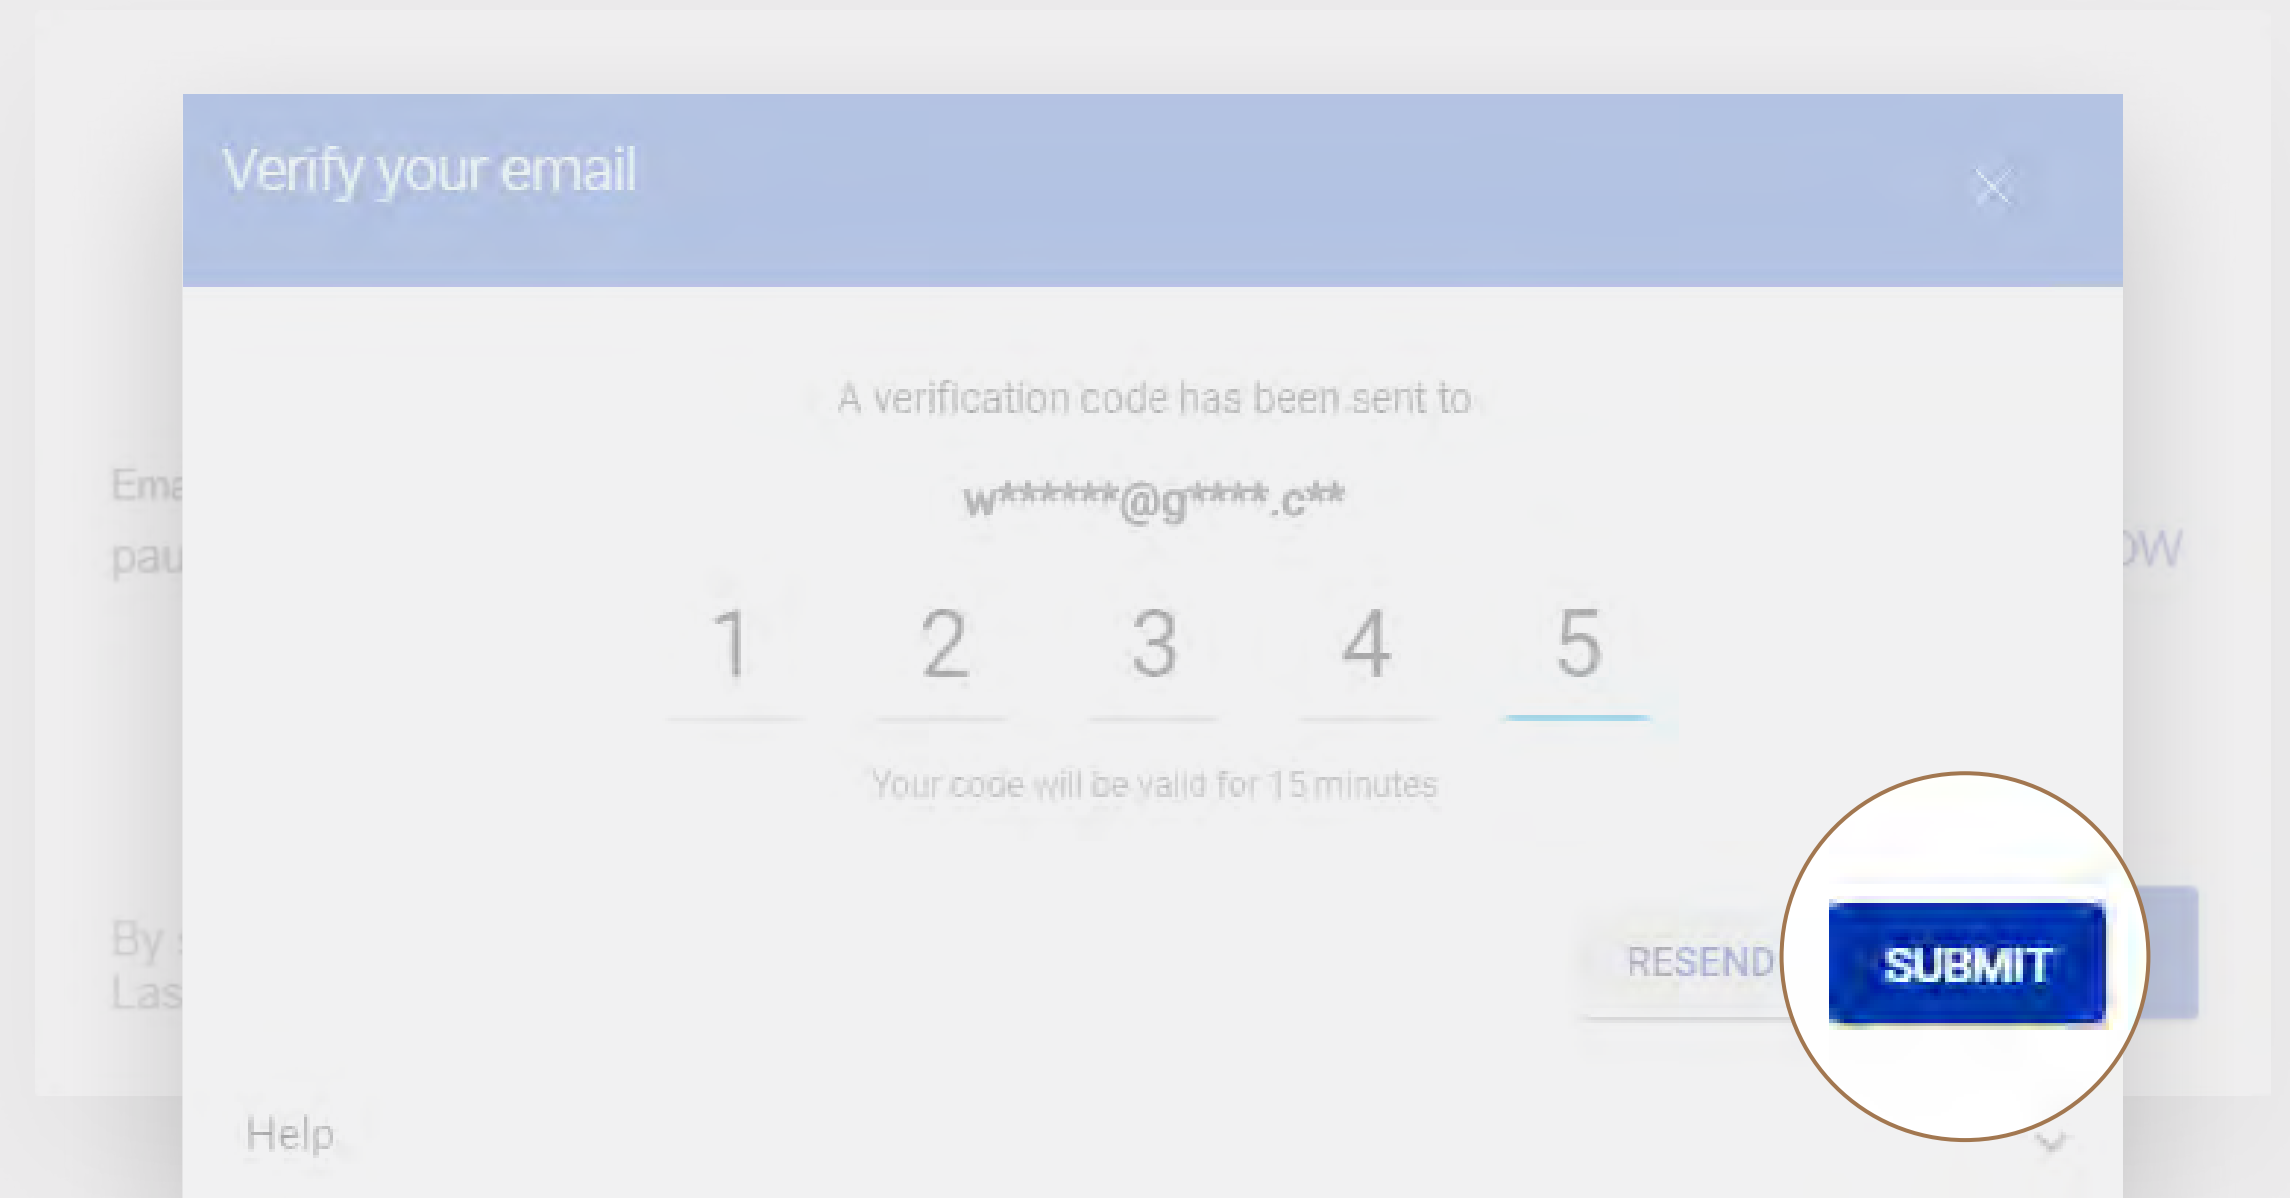 Verify your email
A verification code has been sent to
w******@g****.c**
1 2 3 4 5
Your code will be valid for 15 minutes
RESEND
SUBMIT
Help
By